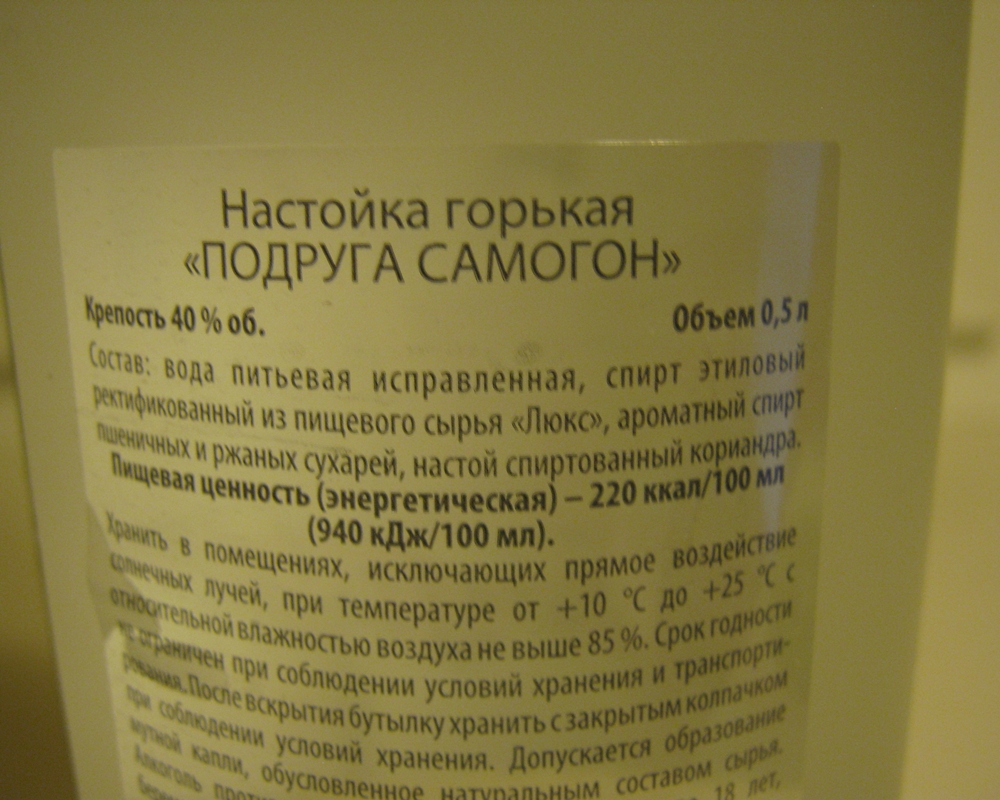 Настойка горькая
«ПОДРУГА САМОГОН»
Крепость 40 % об. Объем 0,5 л
Состав: вода питьевая исправленная, спирт этиловый
ректификованный из пищевого сырья «Люкс», ароматный спирт
пшеничных и ржаных сухарей, настой спиртованный кориандра.
Пищевая ценность (энергетическая) – 220 ккал/100 мл
(940 кДж/100 мл).
Хранить в помещениях, исключающих прямое воздействие
солнечных лучей, при температуре от +10 °С до +25 °С с
относительной влажностью воздуха не выше 85 %. Срок годности
не ограничен при соблюдении условий хранения и транспорти-
рования. После вскрытия бутылку хранить с закрытым колпачком
при соблюдении условий хранения. Допускается образование
мутной капли, обусловленное натуральным составом сырья.
Алкоголь 18 лет,